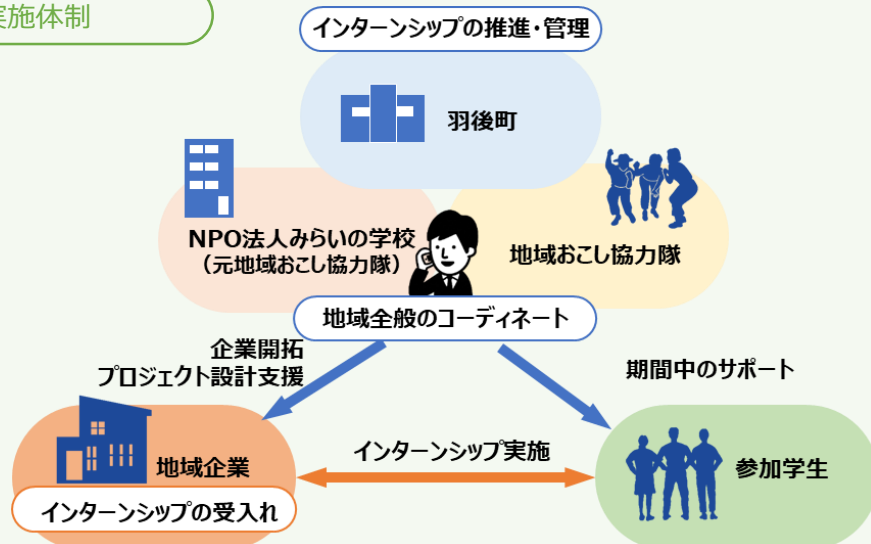 実施体制
インターンシップの推進・管理
羽後町
NPO法人みらいの学校
（元地域おこし協力隊）
地域おこし協力隊
地域全般のコーディネート
企業開拓
プロジェクト設計支援
期間中のサポート
インターンシップ実施
地域企業
参加学生
インターンシップの受入れ